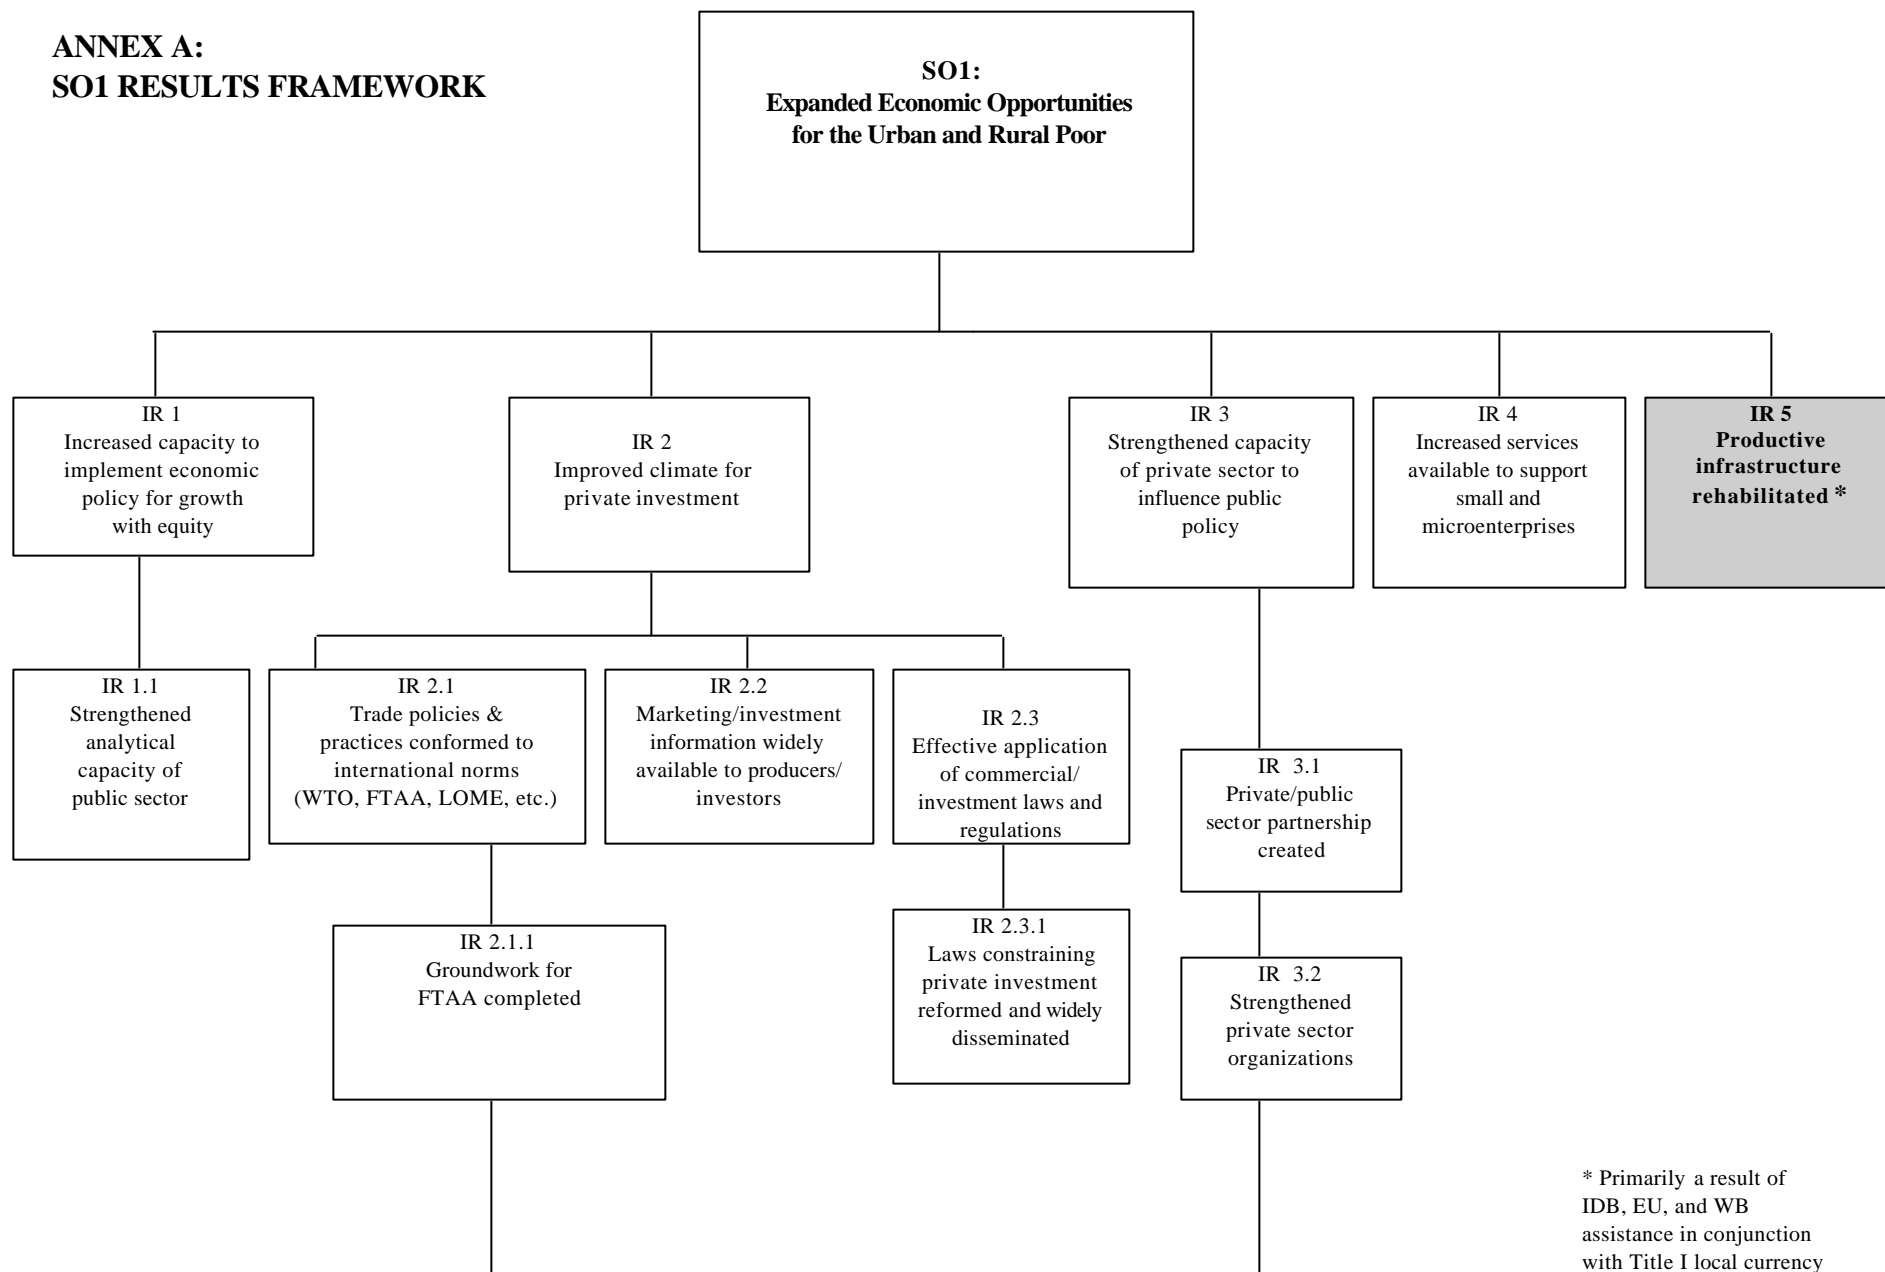 ANNEX A:
SO1 RESULTS FRAMEWORK
SO1:
Expanded Economic Opportunities
for the Urban and Rural Poor
IR 1
Increased capacity to
implement economic
policy for growth
with equity
IR 2
Improved climate for
private investment
IR 3
Strengthened capacity
of private sector to
influence public
policy
IR 4
Increased services
available to support
small and
microenterprises
IR 5
Productive
infrastructure
rehabilitated *
IR 1.1
Strengthened
analytical
capacity of
public sector
IR 2.1
Trade policies &
practices conformed to
international norms
(WTO, FTAA, LOME, etc.)
IR 2.2
Marketing/investment
information widely
available to producers/
investors
IR 2.3
Effective application
of commercial/
investment laws and
regulations
IR 3.1
Private/public
sector partnership
created
IR 2.1.1
Groundwork for
FTAA completed
IR 2.3.1
Laws constraining
private investment
reformed and widely
disseminated
IR 3.2
Strengthened
private sector
organizations
* Primarily a result of
IDB, EU, and WB
assistance in conjunction
with Title I local currency